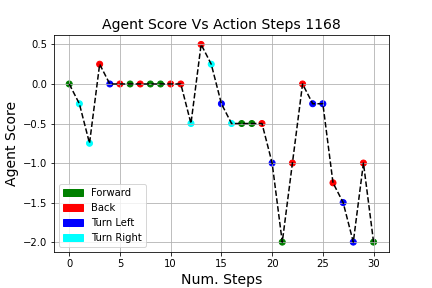 Agent Score Vs Action Steps 1168
Agent Score
0.5
0.0
−0.5
−1.0
−1.5
−2.0
Forward
Back
Turn Left
Turn Right
0 5 10 15 20 25 30
Num. Steps